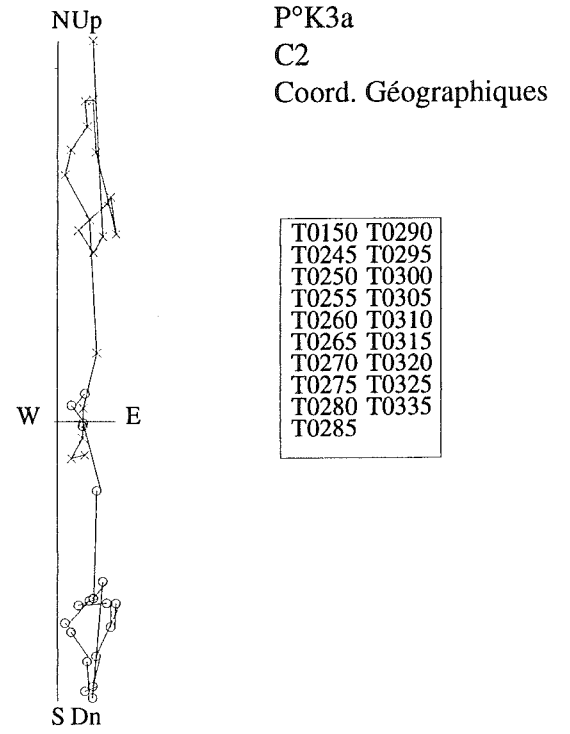 NUp
P°K3a
C2
Coord. Géographiques
T0150 T0290
T0245 T0295
T0250 T0300
T0255 T0305
T0260 T0310
T0265 T0315
T0270 T0320
T0275 T0325
T0280 T0335
T0285
W E
S Dn